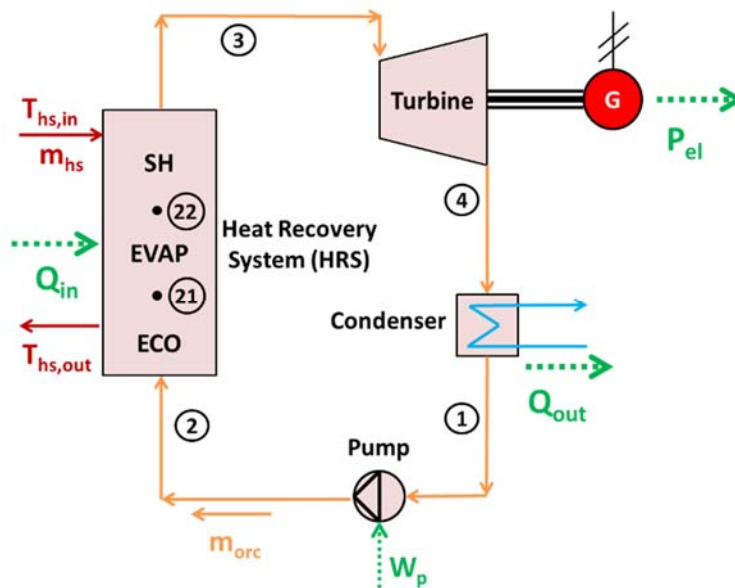 3
Turbine
G
P_el
T_hs,in
m_hs
SH
22
EVAP
21
ECO
Heat Recovery
System (HRS)
Q_in
T_hs,out
4
Condenser
Q_out
2
1
Pump
m_orc
W_p